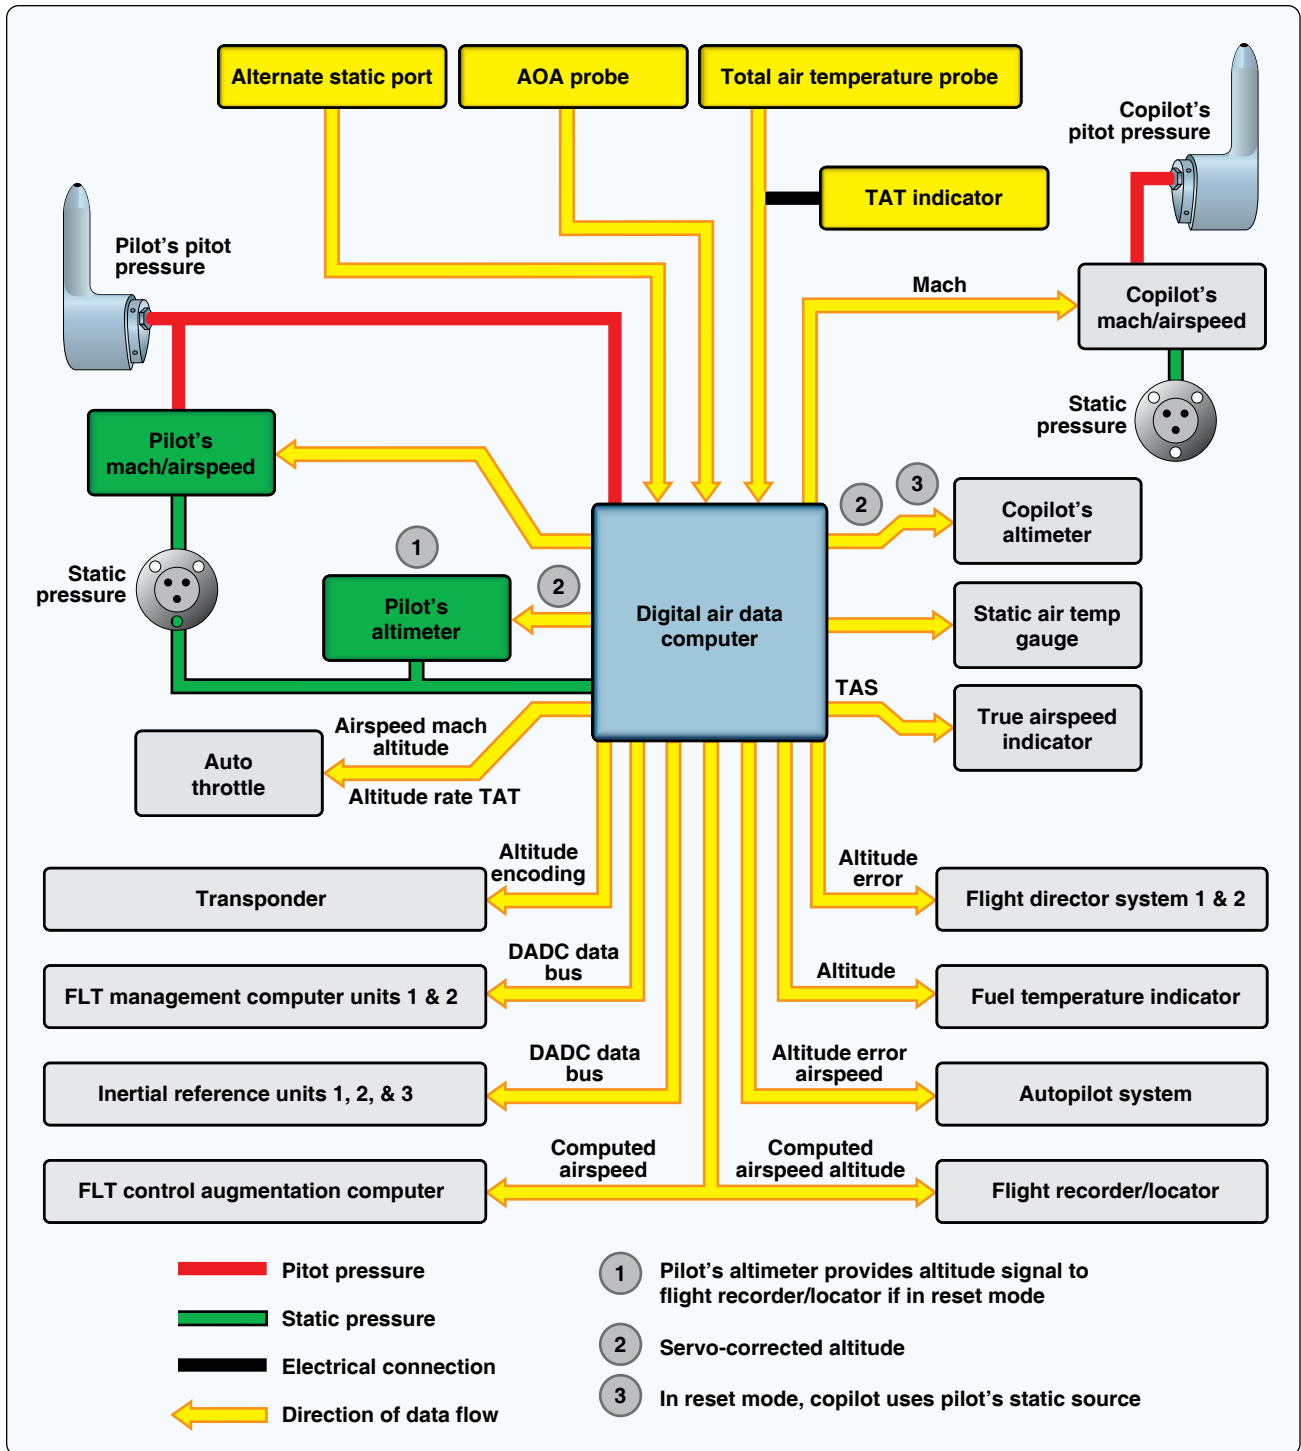 Alternate static port
AOA probe
Total air temperature probe
Copilot's
pitot pressure
TAT indicator
Pilot's pitot
pressure
Mach
Copilot's
mach/airspeed
Static
pressure
Pilot's
mach/airspeed
2
3
Copilot's
altimeter
1
Static
pressure
2
Pilot's
altimeter
Digital air data
computer
Static air temp
gauge
TAS
True airspeed
indicator
Airspeed mach
altitude
Auto
throttle
Altitude rate TAT
Altitude
encoding
Transponder
Altitude
error
Flight director system 1 & 2
DADC data
bus
FLT management computer units 1 & 2
Altitude
Fuel temperature indicator
DADC data
bus
Inertial reference units 1, 2, & 3
Altitude error
airspeed
Autopilot system
Computed
airspeed
FLT control augmentation computer
Computed
airspeed altitude
Flight recorder/locator
Pitot pressure
Static pressure
Electrical connection
Direction of data flow
1 Pilot's altimeter provides altitude signal to
flight recorder/locator if in reset mode
2 Servo-corrected altitude
3 In reset mode, copilot uses pilot's static source